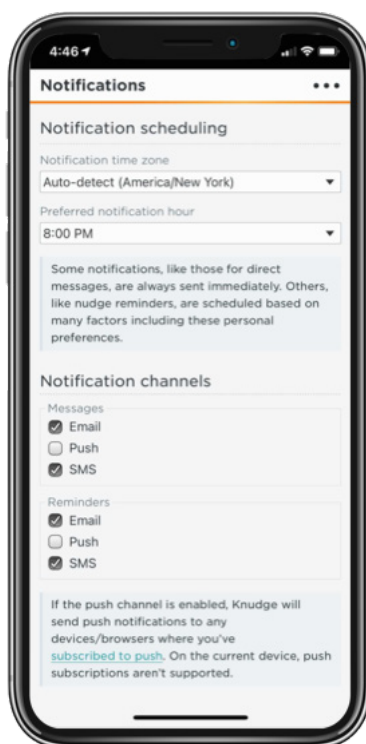 4:46
Notifications
Notification scheduling
Notification time zone
Auto-detect (America/New York)
Preferred notification hour
8:00 PM
Some notifications, like those for direct
messages, are always sent immediately. Others,
like nudge reminders, are scheduled based on
many factors including these personal
preferences.
Notification channels
Messages
Email
Push
SMS
Reminders
Email
Push
SMS
If the push channel is enabled, Knudge will
send push notifications to any
devices/browsers where you've
subscribed to push. On the current device, push
subscriptions aren't supported.